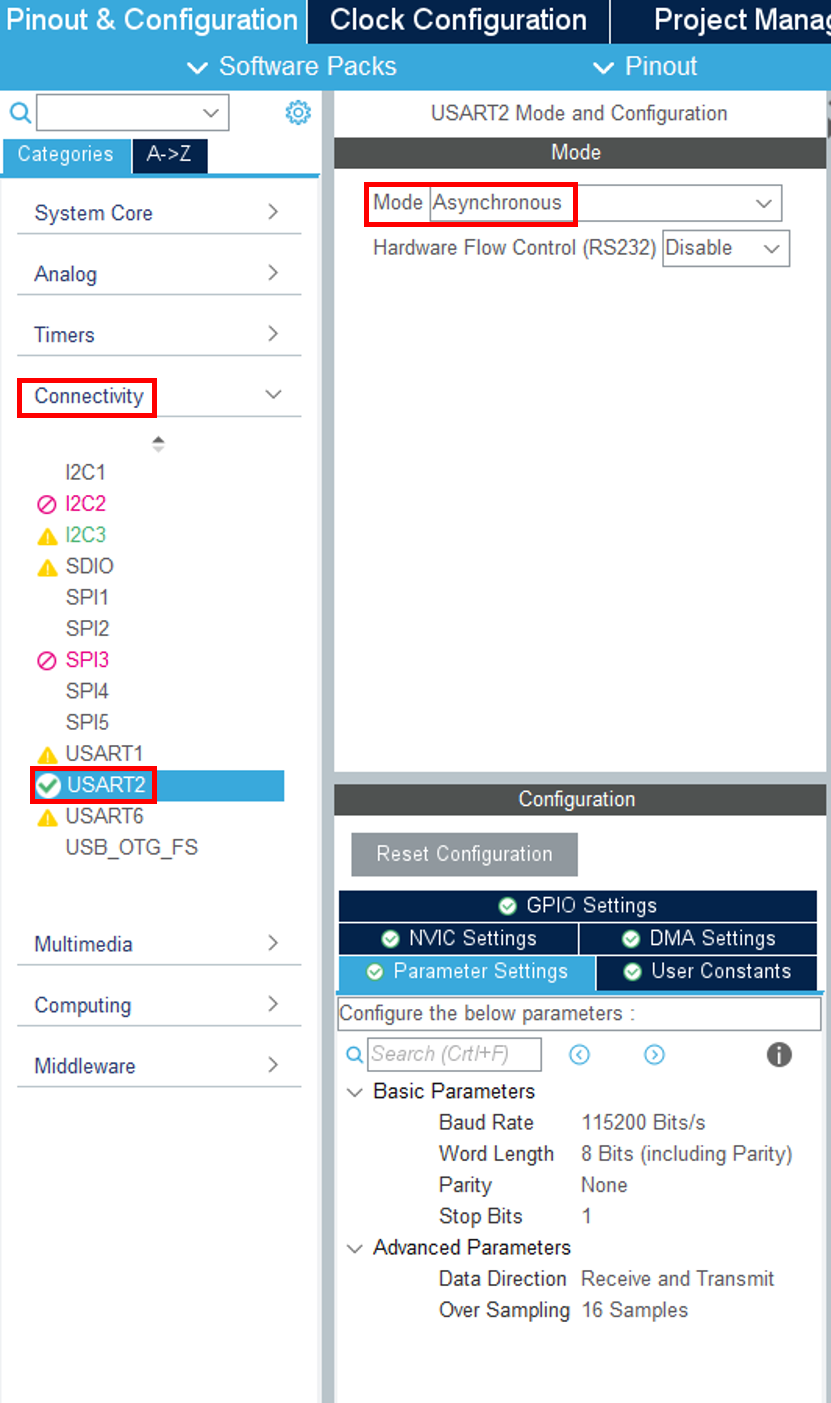 Pinout & Configuration Clock Configuration Project Manag
Software Packs Pinout
Categories A->Z
System Core
Analog
Timers
Connectivity
I2C1
I2C2
I2C3
SDIO
SPI1
SPI2
SPI3
SPI4
SPI5
USART1
USART2
USART6
USB_OTG_FS
Multimedia
Computing
Middleware
USART2 Mode and Configuration
Mode
Mode Asynchronous
Hardware Flow Control (RS232) Disable
Configuration
Reset Configuration
GPIO Settings
NVIC Settings DMA Settings
Parameter Settings User Constants
Configure the below parameters :
Search (Crtl+F)
Basic Parameters
Baud Rate 115200 Bits/s
Word Length 8 Bits (including Parity)
Parity None
Stop Bits 1
Advanced Parameters
Data Direction Receive and Transmit
Over Sampling 16 Samples